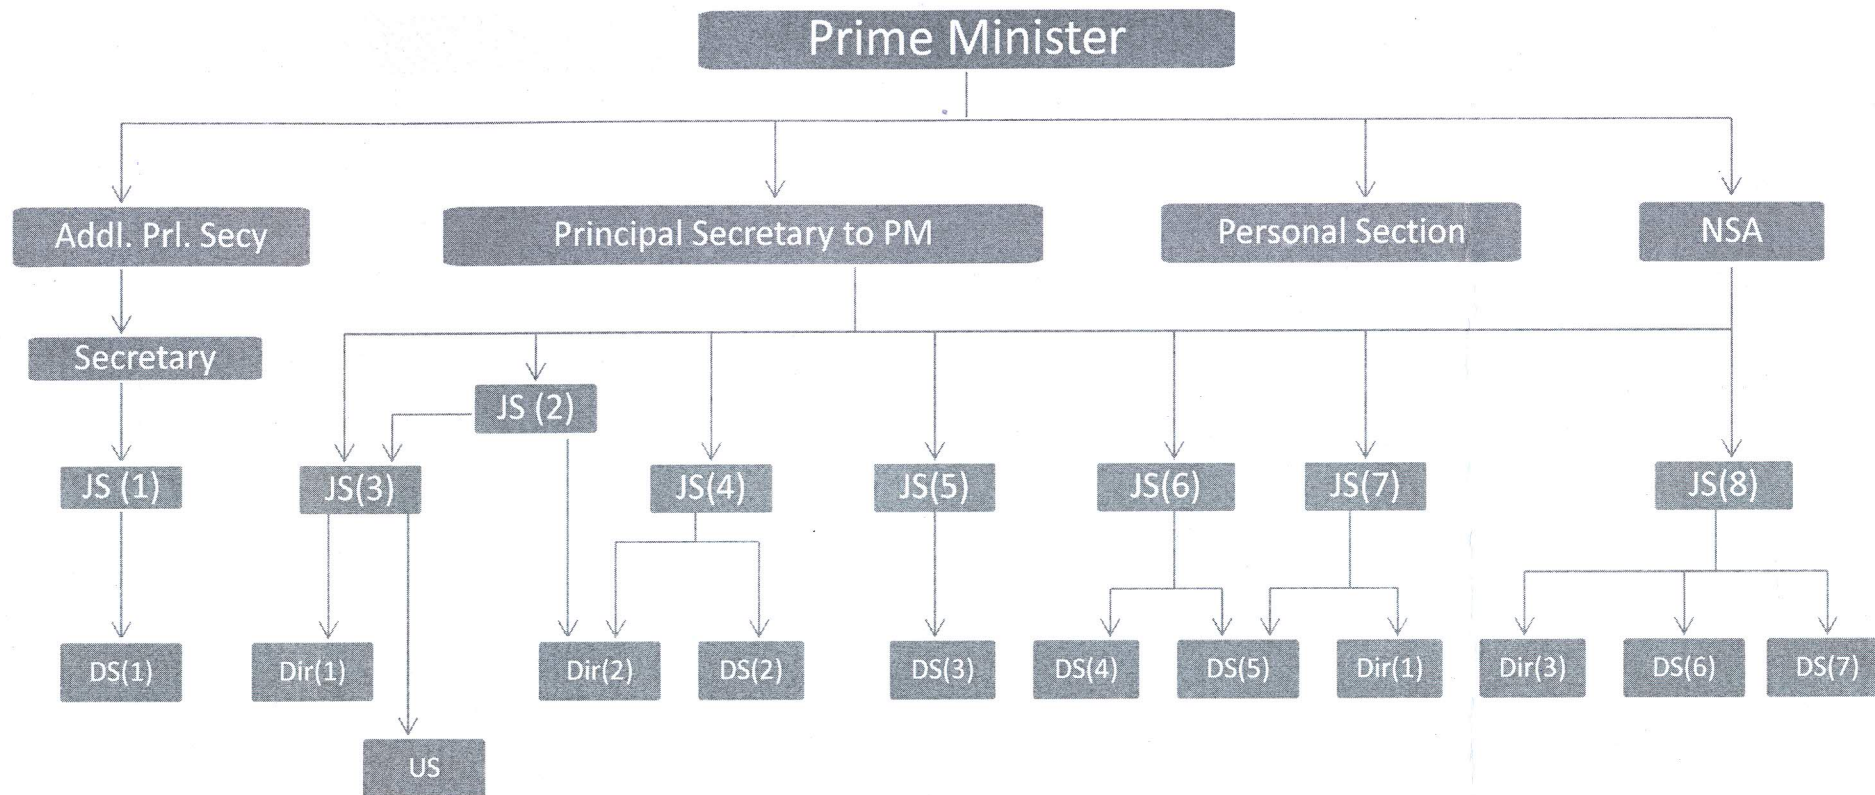 Prime Minister
Addl. Prl. Secy
Principal Secretary to PM
Personal Section
NSA
Secretary
JS (2)
JS (1)
JS(3)
JS(4)
JS(5)
JS(6)
JS(7)
JS(8)
DS(1)
Dir(1)
Dir(2)
DS(2)
DS(3)
DS(4)
DS(5)
Dir(1)
Dir(3)
DS(6)
DS(7)
US